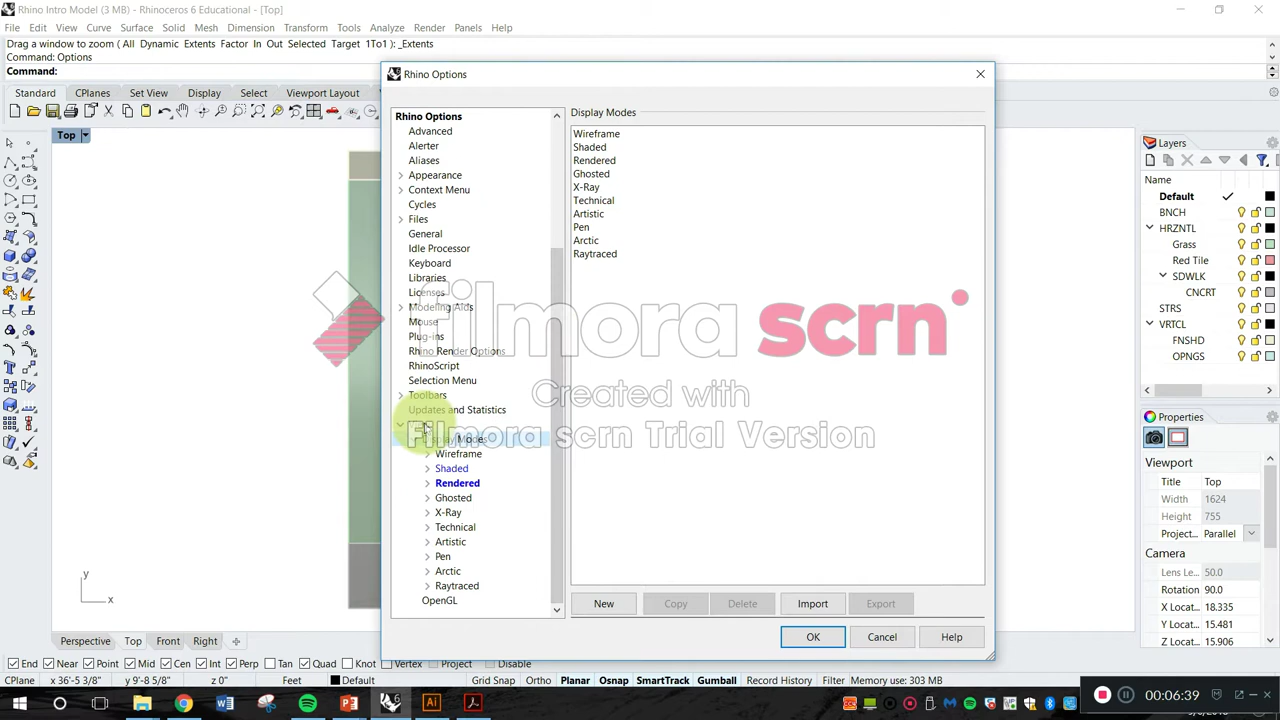 Rhino Intro Model (3 MB) - Rhinoceros 6 Educational - [Top]
File Edit View Curve Surface Solid Mesh Dimension Transform Tools Analyze Render Panels Help
Drag a window to zoom ( All Dynamic Extents Factor In Out Selected Target 1To1 ): _Extents
Command: Options
Command:
Standard CPlanes Set View Display Select Viewport Layout
Top
Rhino Options
Rhino Options
Advanced
Alerter
Aliases
Appearance
Context Menu
Cycles
Files
General
Idle Processor
Keyboard
Libraries
Licenses
Modeling Aids
Mouse
Plug-ins
Rhino Render Options
RhinoScript
Selection Menu
Toolbars
Updates and Statistics
Display Modes
Wireframe
Shaded
Rendered
Ghosted
X-Ray
Technical
Artistic
Pen
Arctic
Raytraced
OpenGL
Display Modes
Wireframe
Shaded
Rendered
Ghosted
X-Ray
Technical
Artistic
Pen
Arctic
Raytraced
New Copy Delete Import Export
OK Cancel Help
filmora scrn
Created with
Filmora scrn Trial Version
Layers
Name
Default
BNCH
HRZNTL
Grass
Red Tile
SDWLK
CNCRT
STRS
VRTCL
FNSHD
OPNGS
Properties
Viewport
Title Top
Width 1624
Height 755
Project... Parallel
Camera
Lens Le... 50.0
Rotation 90.0
X Locat... 18.335
Y Locat... 15.481
Z Locat... 15.906
y
x
Perspective Top Front Right
End Near Point Mid Cen Int Perp Tan Quad Knot Vertex Project Disable
CPlane x 36'-5 3/8" y 9'-8 5/8" z 0" Feet Default Grid Snap Ortho Planar Osnap SmartTrack Gumball Record History Filter Memory use: 303 MB
00:06:39